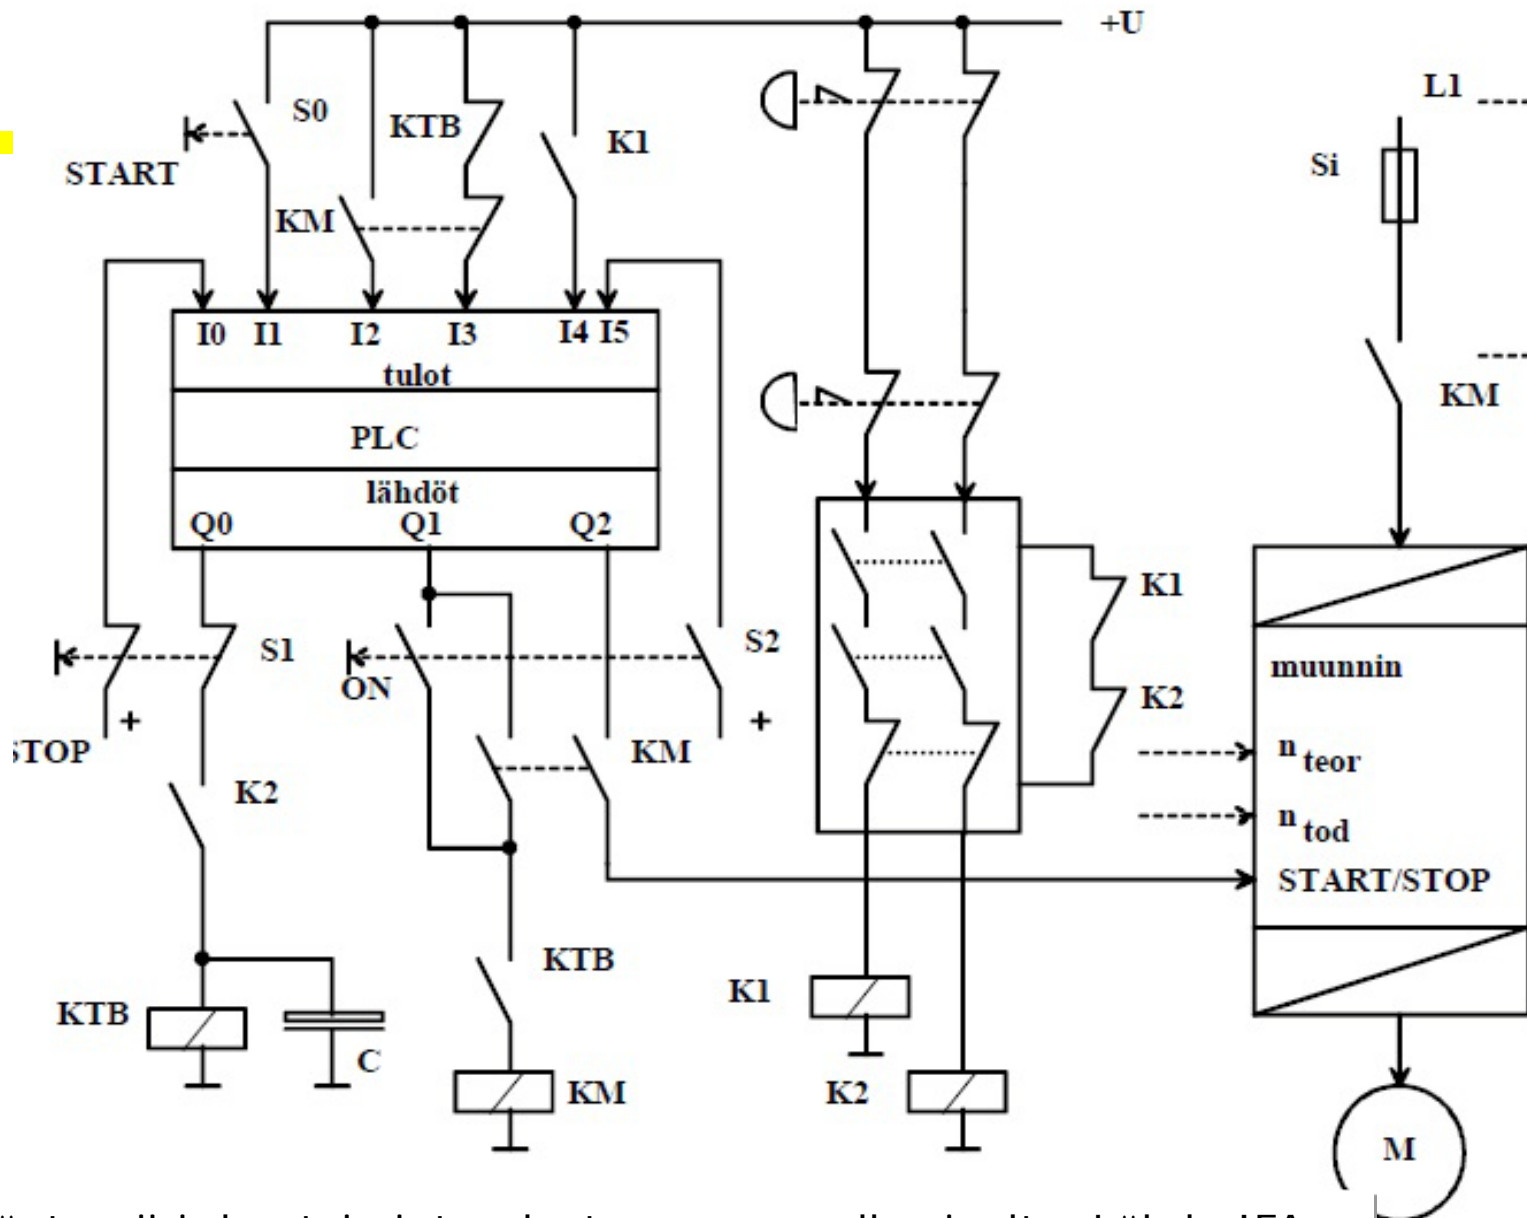 +U
L1
S0
KTB
K1
START
Si
KM
I0 I1 I2 I3 I4 I5
tulot
KM
PLC
lähdöt
Q0 Q1 Q2
K1
S1
S2
ON
muunnin
K2
+
+
STOP
KM
n teor
K2
n tod
START/STOP
KTB
K1
KTB
C
KM
K2
M